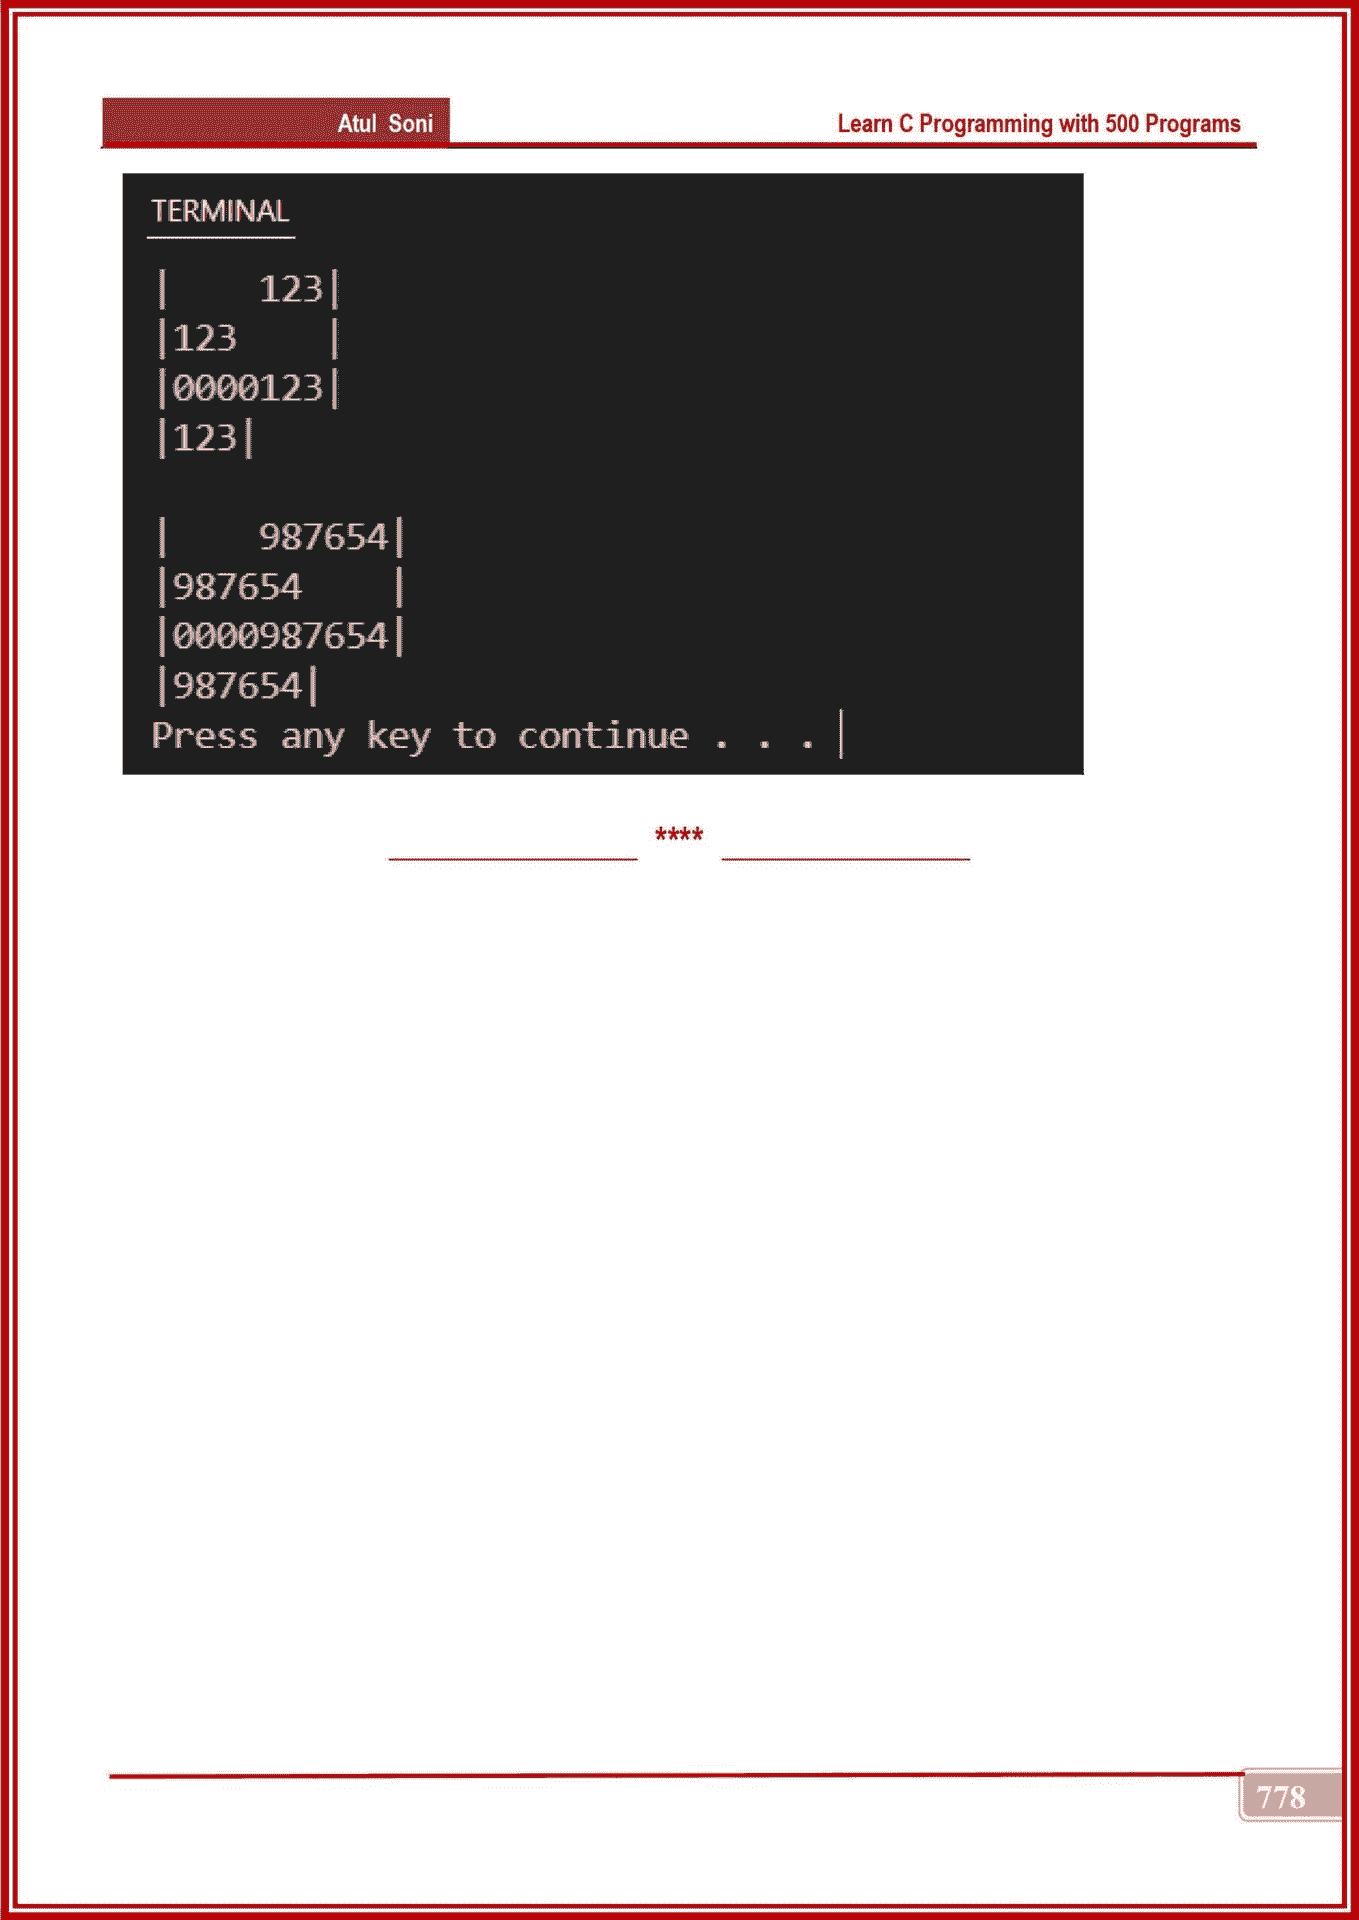 Atul  Soni
Learn C Programming with 500 Programs
TERMINAL
|    123|
|123    |
|0000123|
|123|
|    987654|
|987654    |
|0000987654|
|987654|
Press any key to continue . . .
****
778